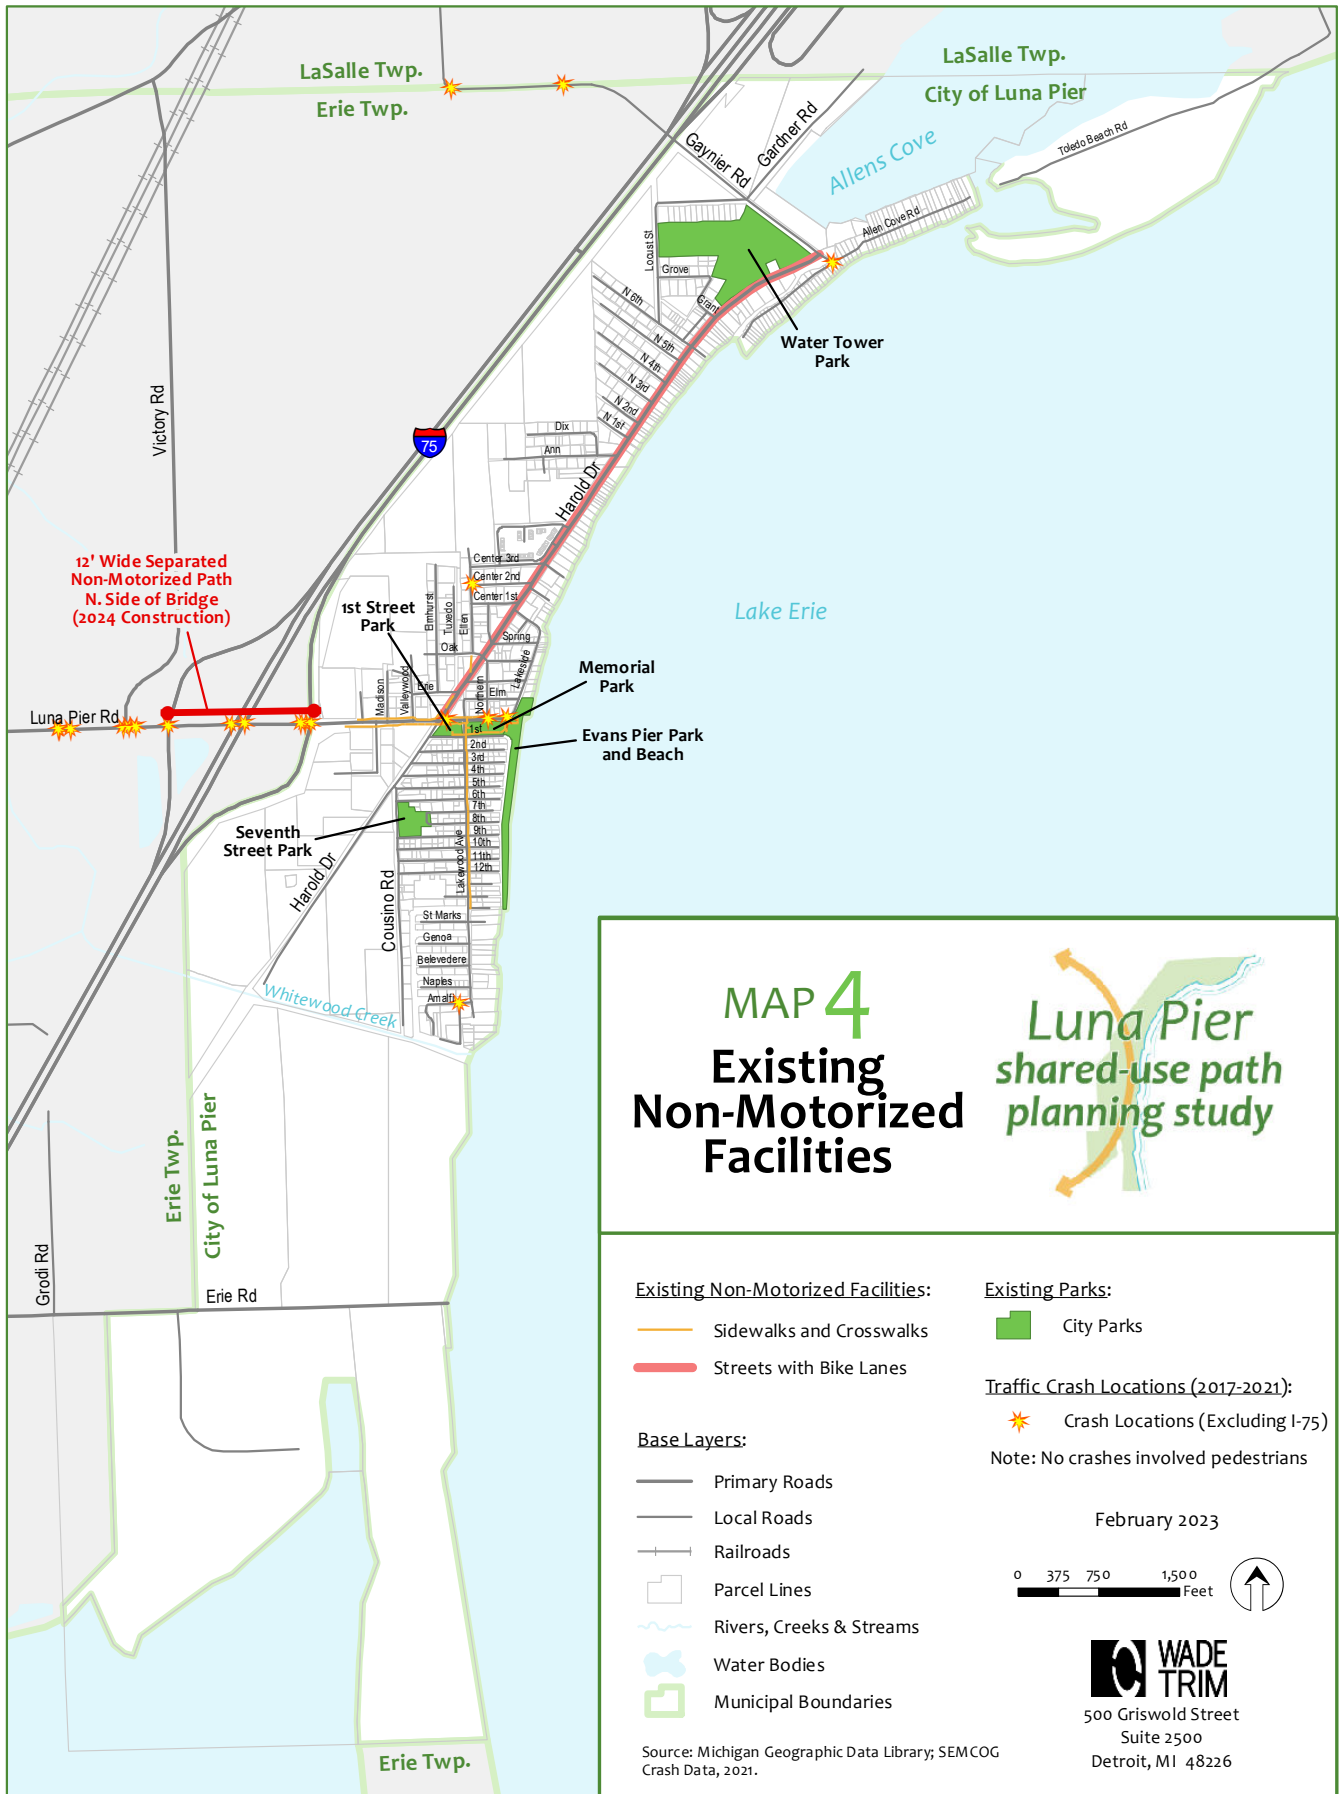 LaSalle Twp.
Erie Twp.
LaSalle Twp.
City of Luna Pier
Gaynier Rd
Gardner Rd
Allens Cove
Toledo Beach Rd
Allen Cove Rd
Locust St
Grove
Grant
N 6th
N 5th
N 4th
N 3rd
N 2nd
N 1st
Water Tower
Park
Victory Rd
75
Dix
Ann
Harold Dr
12' Wide Separated
Non-Motorized Path
N. Side of Bridge
(2024 Construction)
Center 3rd
Center 2nd
Center 1st
1st Street
Park
Elmhurst
Tuxedo
Ellen
Oak
Spring
Lake Erie
Memorial
Park
Madison
Valleywood
Erie
Northern
Elm
Lakeside
Luna Pier Rd
Evans Pier Park
and Beach
1st
2nd
3rd
4th
5th
6th
7th
8th
9th
10th
11th
12th
Seventh
Street Park
Harold Dr
Cousino Rd
Lakewood Ave
St Marks
Genoa
Belevedere
Naples
Amalfi
Whitewood Creek
Erie Twp.
City of Luna Pier
Grodi Rd
Erie Rd
Erie Twp.
MAP 4
Existing
Non-Motorized
Facilities
Luna Pier
shared-use path
planning study
Existing Non-Motorized Facilities:
Sidewalks and Crosswalks
Streets with Bike Lanes
Base Layers:
Primary Roads
Local Roads
Railroads
Parcel Lines
Rivers, Creeks & Streams
Water Bodies
Municipal Boundaries
Source: Michigan Geographic Data Library; SEMCOG
Crash Data, 2021.
Existing Parks:
City Parks
Traffic Crash Locations (2017-2021):
Crash Locations (Excluding I-75)
Note: No crashes involved pedestrians
February 2023
0 375 750 1,500
Feet
WADE
TRIM
500 Griswold Street
Suite 2500
Detroit, MI 48226